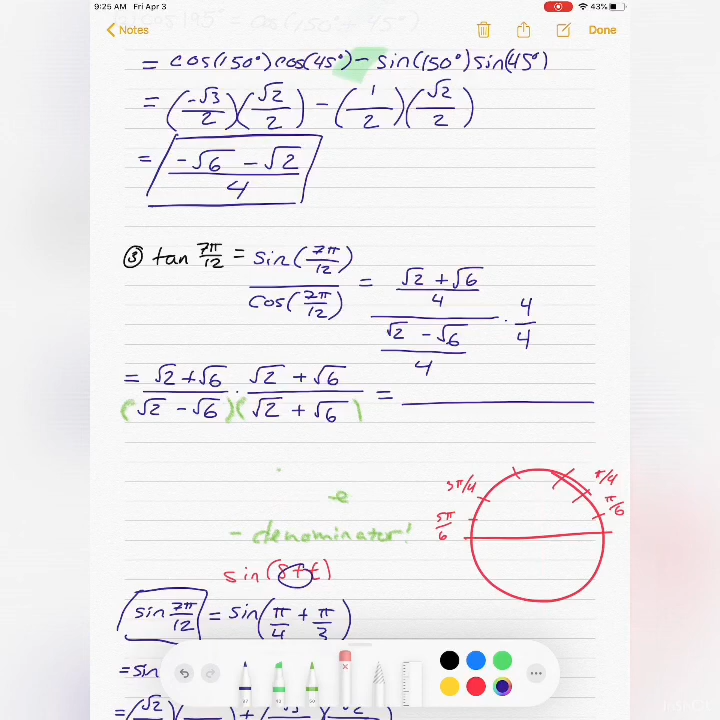 9:25 AM Fri Apr 3 43%
Notes Done
= cos(150°)cos(45°) - sin(150°)sin(45°)
= (-√3/2)(√2/2) - (1/2)(√2/2)
= (-√6 - √2)/4
③ tan 7π/12 = sin(7π/12)/cos(7π/12) = ((√2 + √6)/4)/((√2 - √6)/4) · 4/4
= (√2 + √6)/(√2 - √6) · (√2 + √6)/(√2 + √6) =
3π/4 π/4
5π/6 π/6
e
- denominator!
sin(8+t)
sin 7π/12 = sin(π/4 + π/3)
= sin